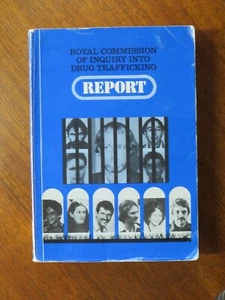 ROYAL COMMISSION
OF INQUIRY INTO
DRUG TRAFFICKING
REPORT